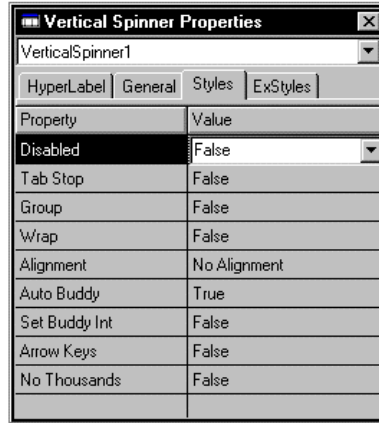 Vertical Spinner Properties
VerticalSpinner1
HyperLabel General Styles ExStyles
Property Value
Disabled False
Tab Stop False
Group False
Wrap False
Alignment No Alignment
Auto Buddy True
Set Buddy Int False
Arrow Keys False
No Thousands False